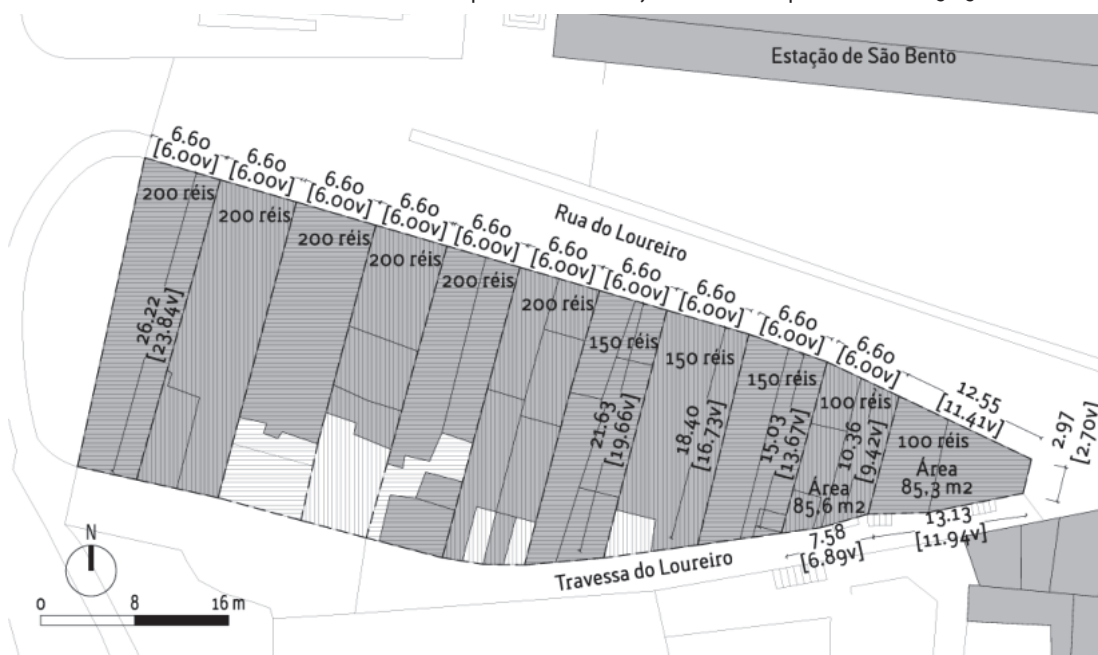 Estação de São Bento
6.60
[6.00v]
6.60
[6.00v]
6.60
[6.00v]
6.60
[6.00v]
6.60
[6.00v]
6.60
[6.00v]
6.60
[6.00v]
6.60
[6.00v]
6.60
[6.00v]
6.60
[6.00v]
12.55
[11.41v]
2.97
[2.70v]
Rua do Loureiro
200 réis
200 réis
200 réis
200 réis
200 réis
200 réis
150 réis
150 réis
150 réis
100 réis
100 réis
26.22
[23.84v]
21.63
[19.66v]
18.40
[16.73v]
15.03
[13.67v]
10.36
[9.42v]
Área
85,6 m2
Área
85,3 m2
7.58
[6.89v]
13.13
[11.94v]
Travessa do Loureiro
N
0 8 16 m